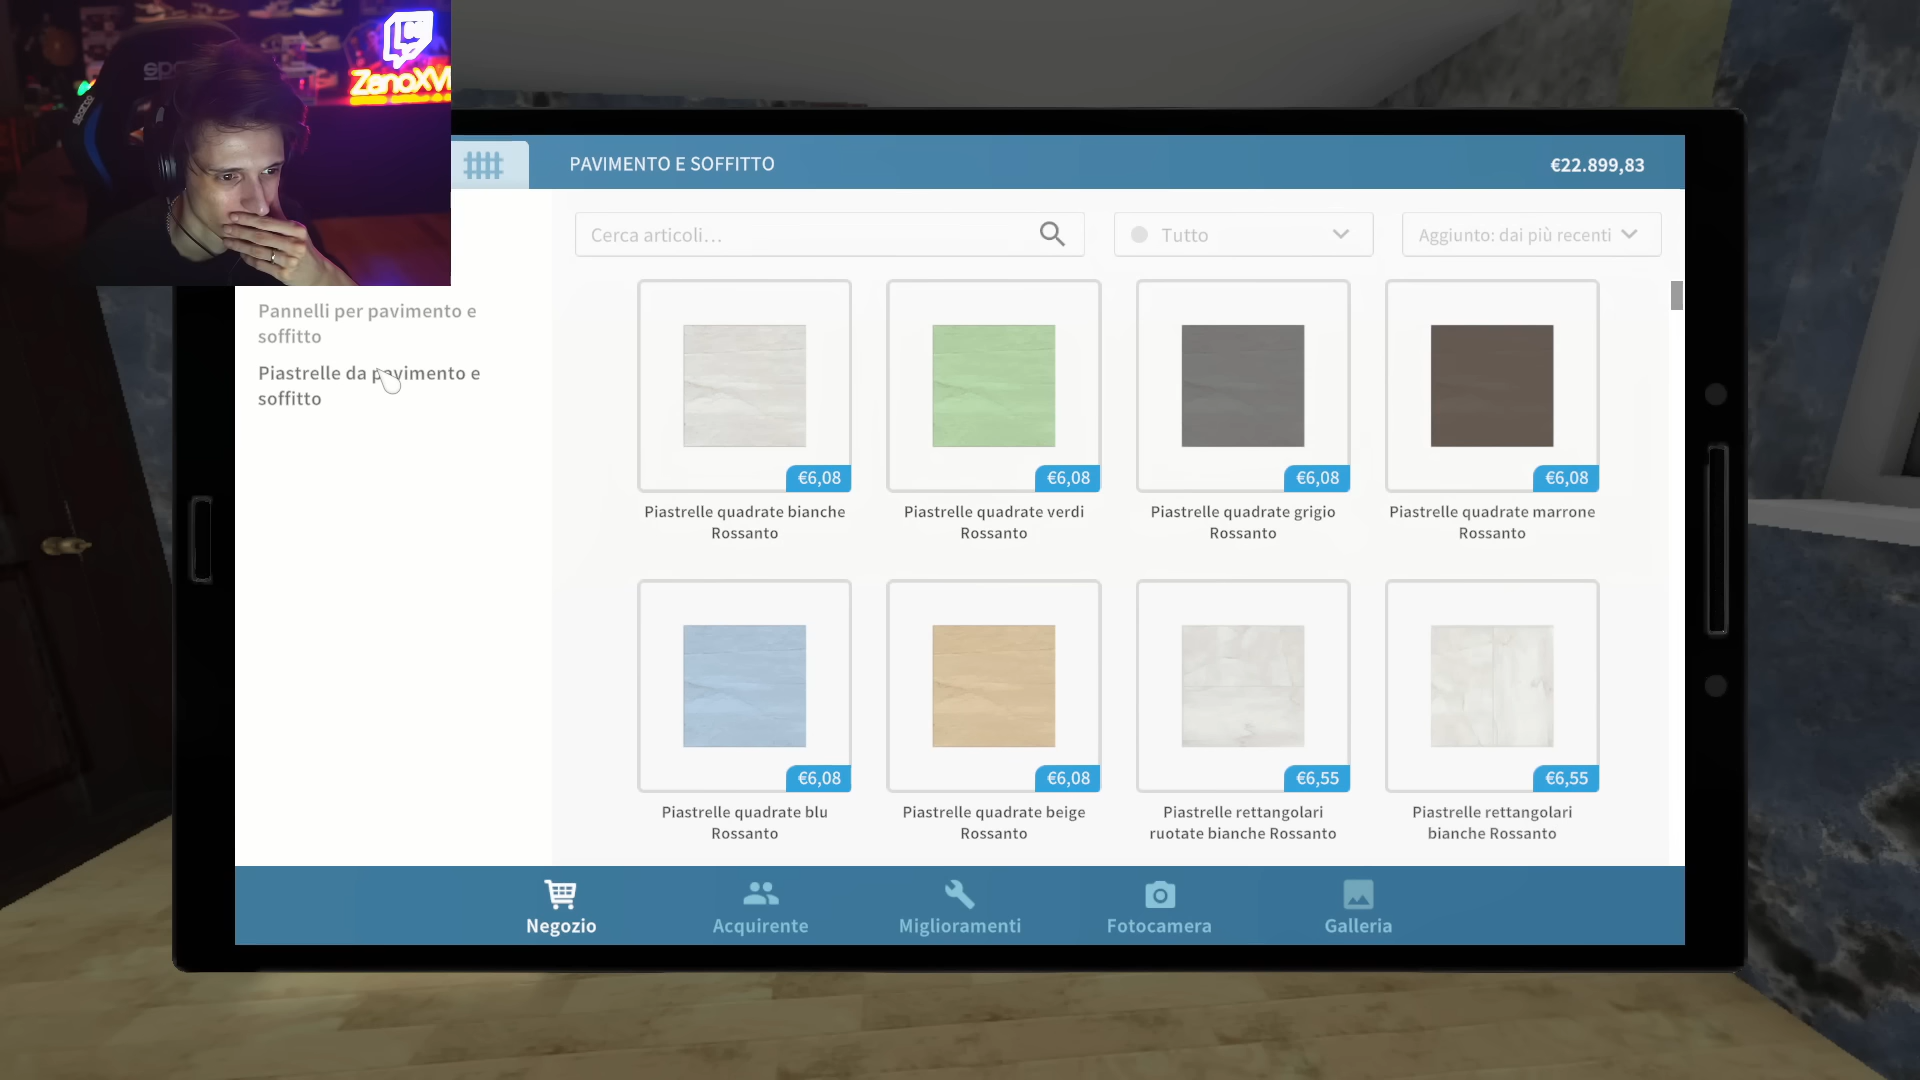 ZenoXV
PAVIMENTO E SOFFITTO
€22.899,83
Cerca articoli...
Tutto
Aggiunto: dai più recenti
Pannelli per pavimento e
soffitto
Piastrelle da pavimento e
soffitto
€6,08
€6,08
€6,08
€6,08
Piastrelle quadrate bianche
Rossanto
Piastrelle quadrate verdi
Rossanto
Piastrelle quadrate grigio
Rossanto
Piastrelle quadrate marrone
Rossanto
€6,08
€6,08
€6,55
€6,55
Piastrelle quadrate blu
Rossanto
Piastrelle quadrate beige
Rossanto
Piastrelle rettangolari
ruotate bianche Rossanto
Piastrelle rettangolari
bianche Rossanto
Negozio
Acquirente
Miglioramenti
Fotocamera
Galleria